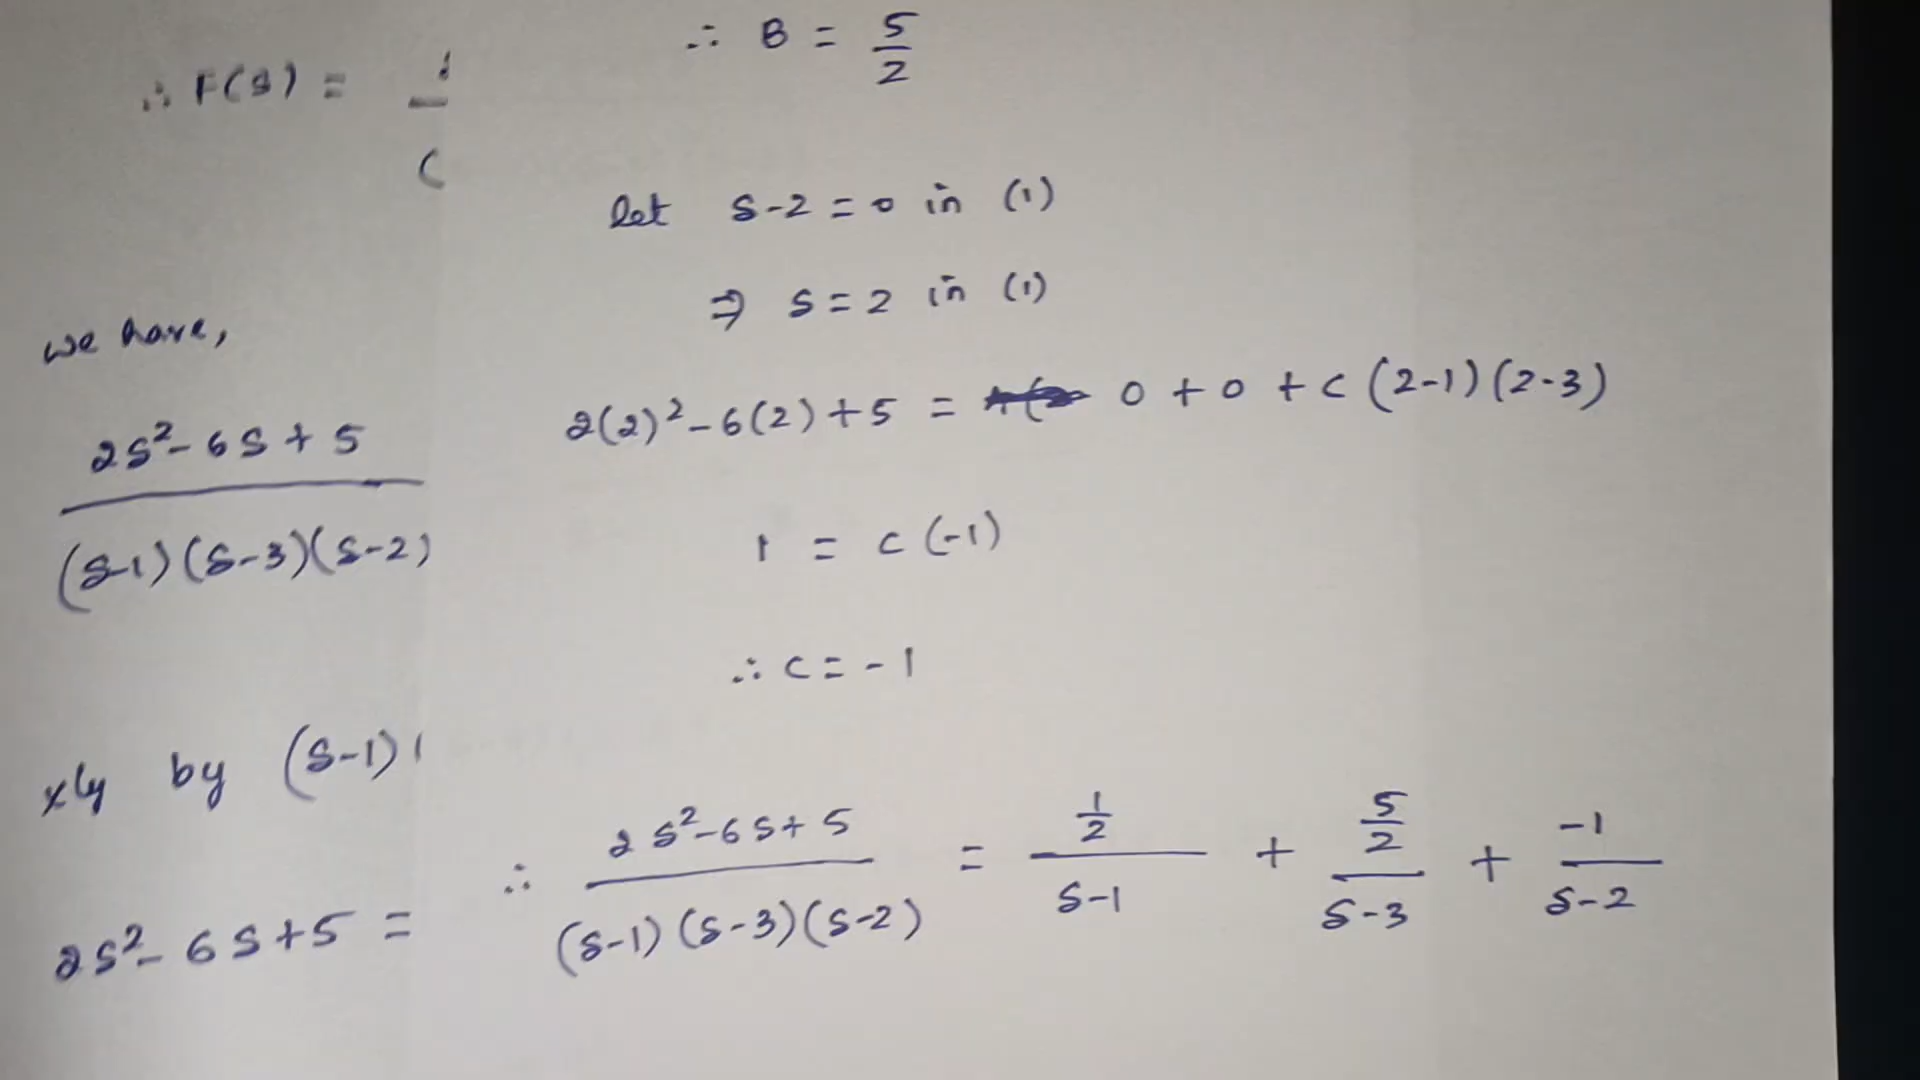 ∴ F(s) =
we have,
2s² - 6s + 5
(s-1)(s-3)(s-2)
xly by (s-1)
2s² - 6s + 5 =
∴ B = 5/2
let s-2 = 0 in (1)
⇒ s = 2 in (1)
2(2)² - 6(2) + 5 = 0 + 0 + c(2-1)(2-3)
1 = c(-1)
∴ c = -1
∴ 2s² - 6s + 5 / (s-1)(s-3)(s-2) = 1/2 / s-1 + 5/2 / s-3 + -1 / s-2